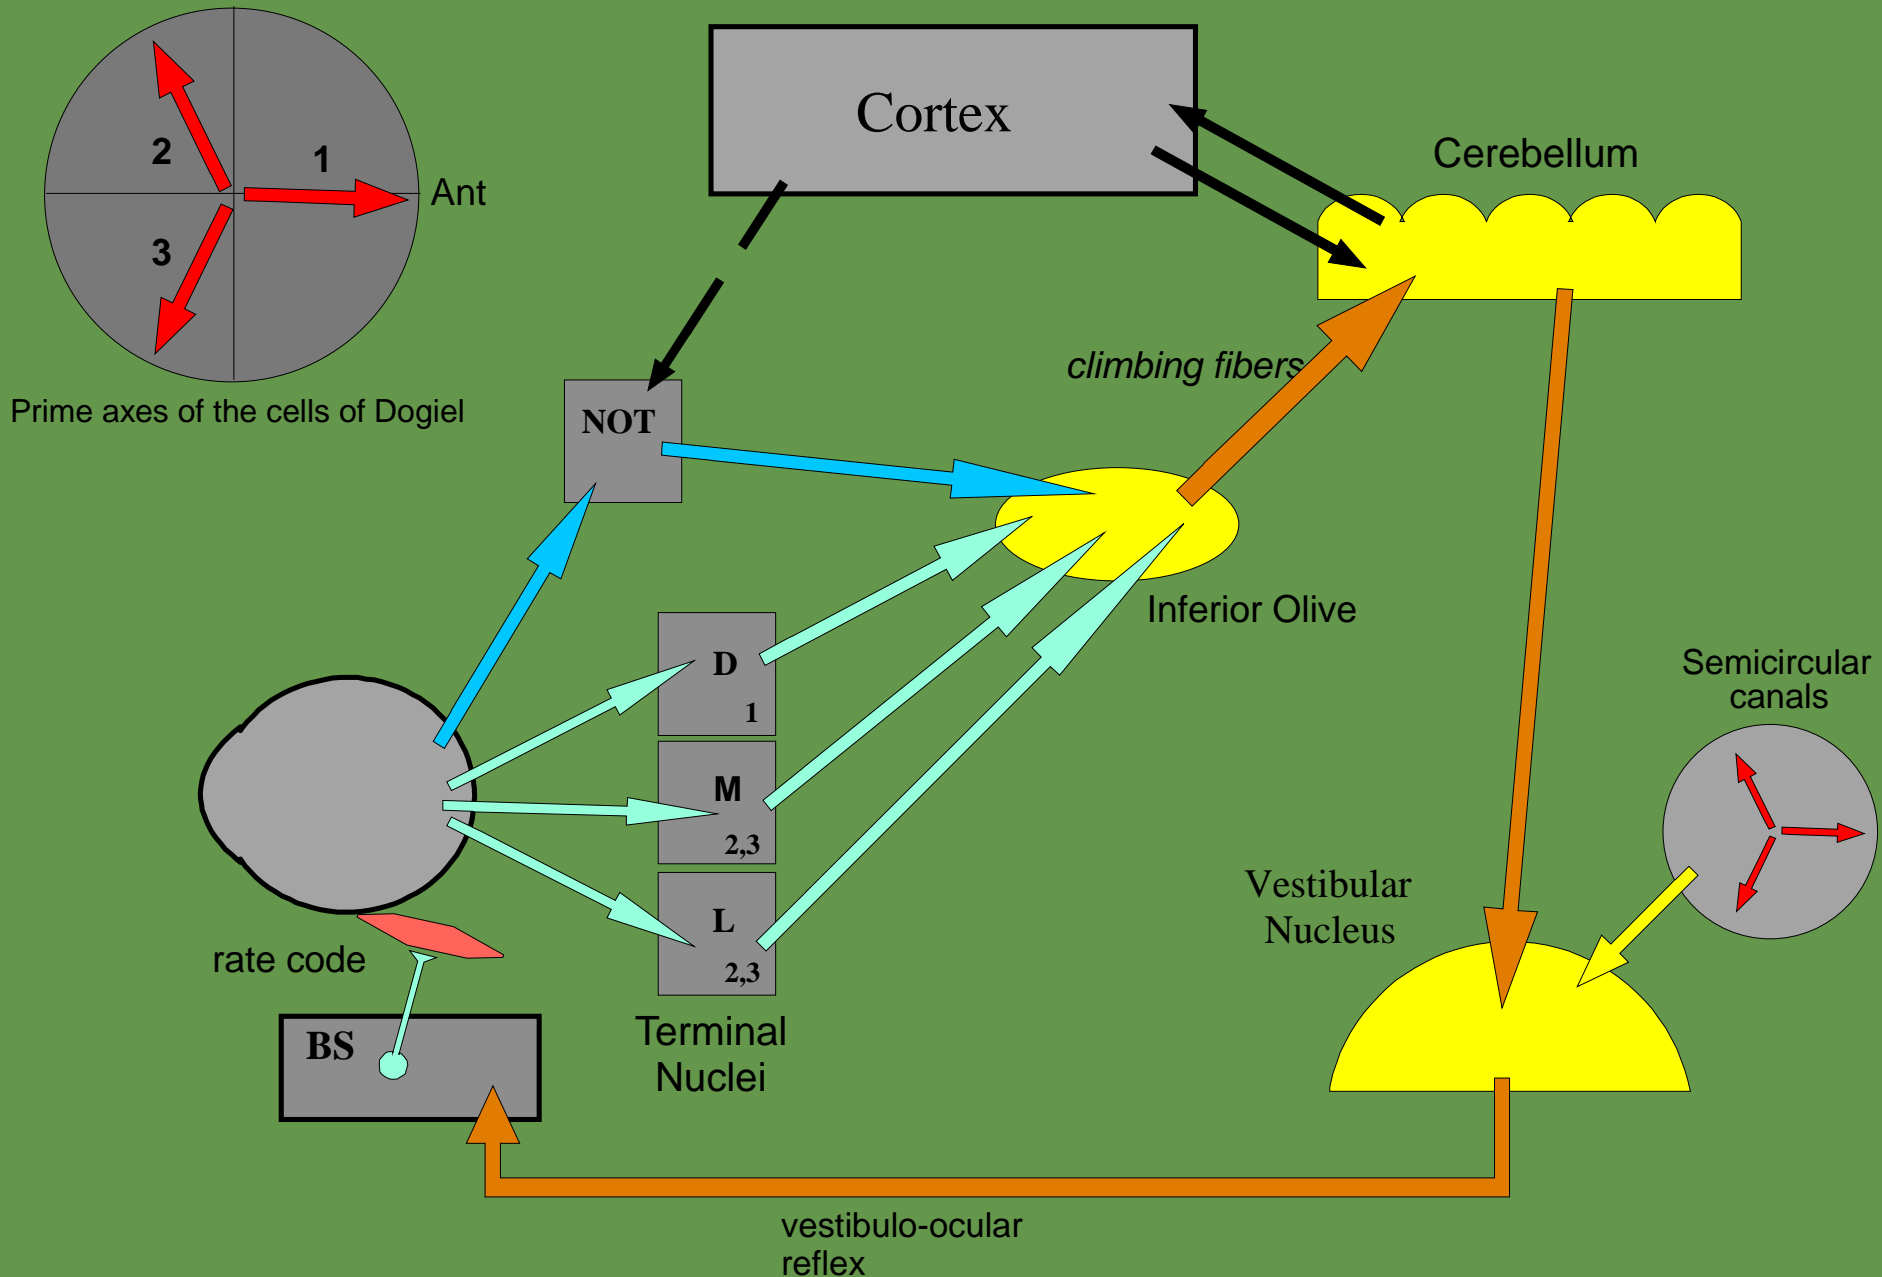 Cortex
Cerebellum
2
1
Ant
3
climbing fibers
Prime axes of the cells of Dogiel
NOT
Inferior Olive
D
1
Semicircular
canals
M
2,3
Vestibular
Nucleus
L
2,3
rate code
Terminal
Nuclei
BS
vestibulo-ocular
reflex